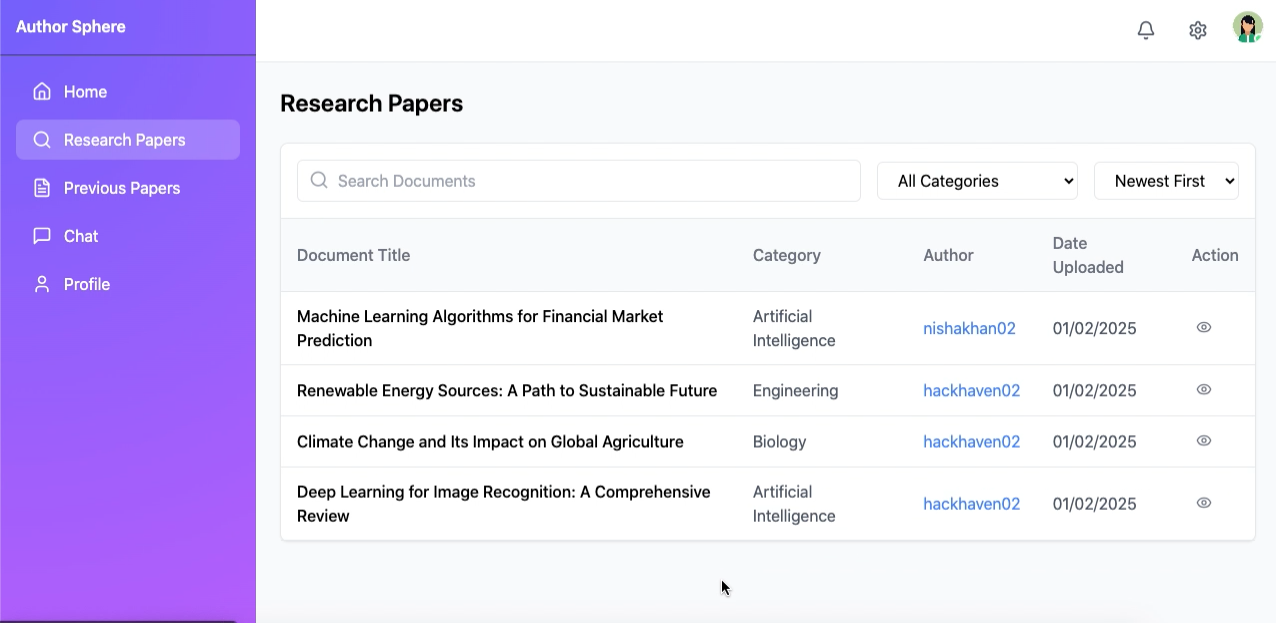 Author Sphere
Home
Research Papers
Previous Papers
Chat
Profile
Research Papers
Search Documents
All Categories
Newest First
Document Title
Category
Author
Date
Uploaded
Action
Machine Learning Algorithms for Financial Market
Prediction
Artificial
Intelligence
nishakhan02
01/02/2025
Renewable Energy Sources: A Path to Sustainable Future
Engineering
hackhaven02
01/02/2025
Climate Change and Its Impact on Global Agriculture
Biology
hackhaven02
01/02/2025
Deep Learning for Image Recognition: A Comprehensive
Review
Artificial
Intelligence
hackhaven02
01/02/2025